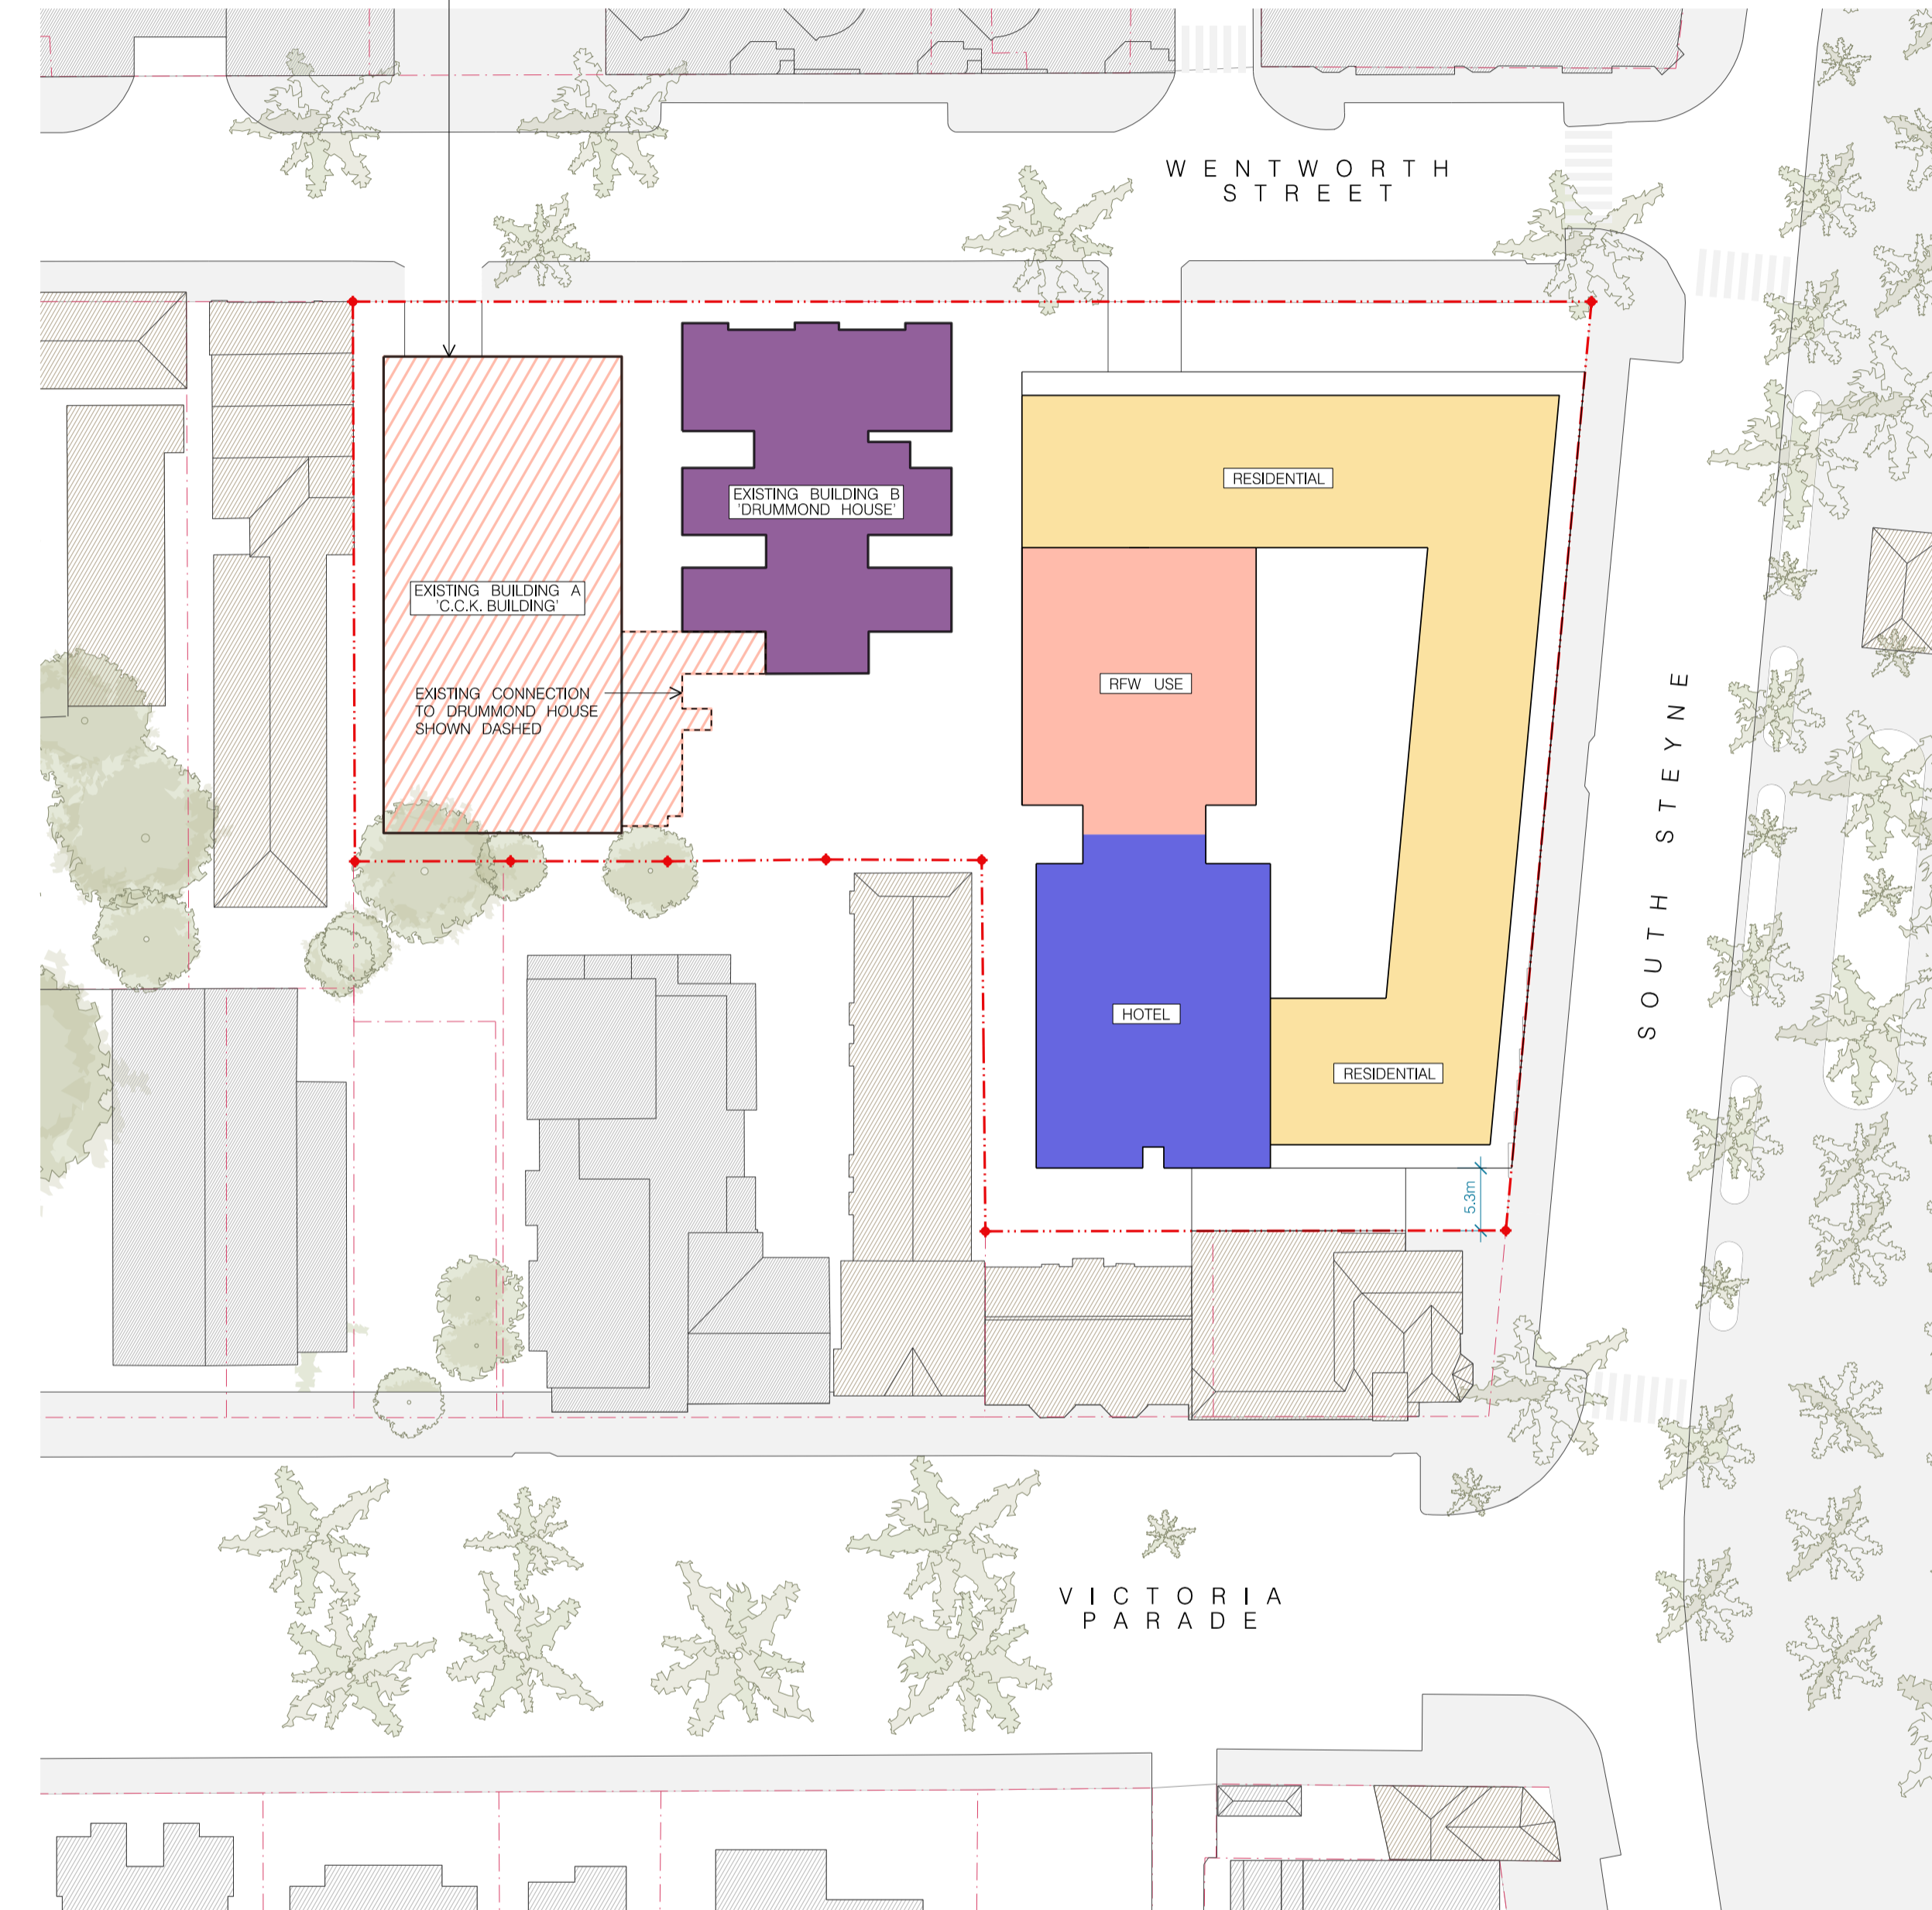 WENTWORTH
STREET
RESIDENTIAL
EXISTING BUILDING B
'DRUMMOND HOUSE'
EXISTING BUILDING A
'C.C.K. BUILDING'
RFW USE
EXISTING CONNECTION
TO DRUMMOND HOUSE
SHOWN DASHED
SOUTH STEYNE
HOTEL
RESIDENTIAL
5.3m
VICTORIA
PARADE